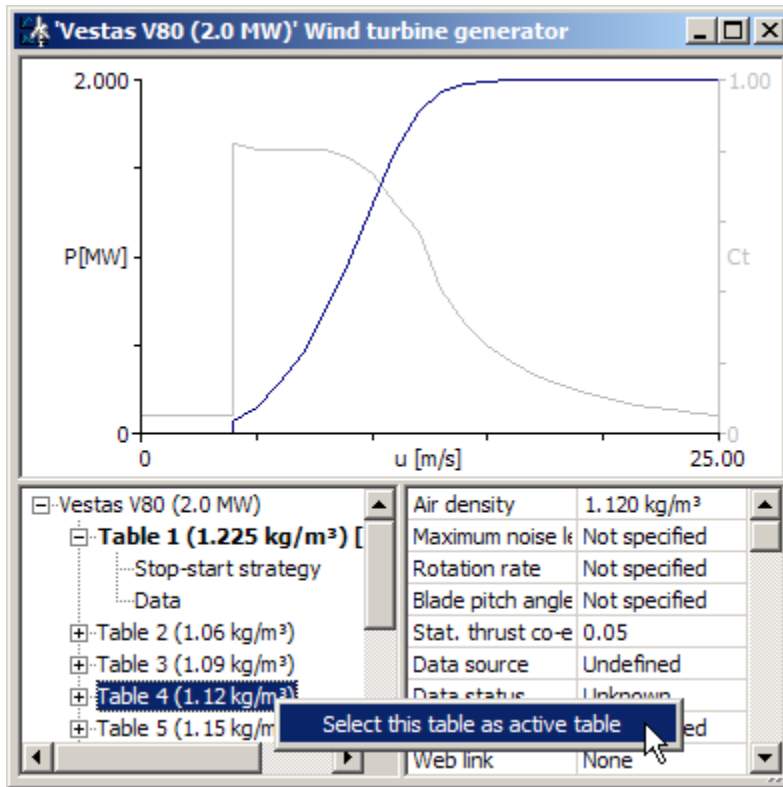 'Vestas V80 (2.0 MW)' Wind turbine generator
2.000
1.00
P[MW]
Ct
0
0
0
u [m/s]
25.00
Vestas V80 (2.0 MW)
Table 1 (1.225 kg/m³) [
Stop-start strategy
Data
Table 2 (1.06 kg/m³)
Table 3 (1.09 kg/m³)
Table 4 (1.12 kg/m³)
Table 5 (1.15 kg/m
Air density 1.120 kg/m³
Maximum noise le Not specified
Rotation rate Not specified
Blade pitch angle Not specified
Stat. thrust co-e 0.05
Data source Undefined
Data status Unknown
Select this table as active table
ed
Web link None